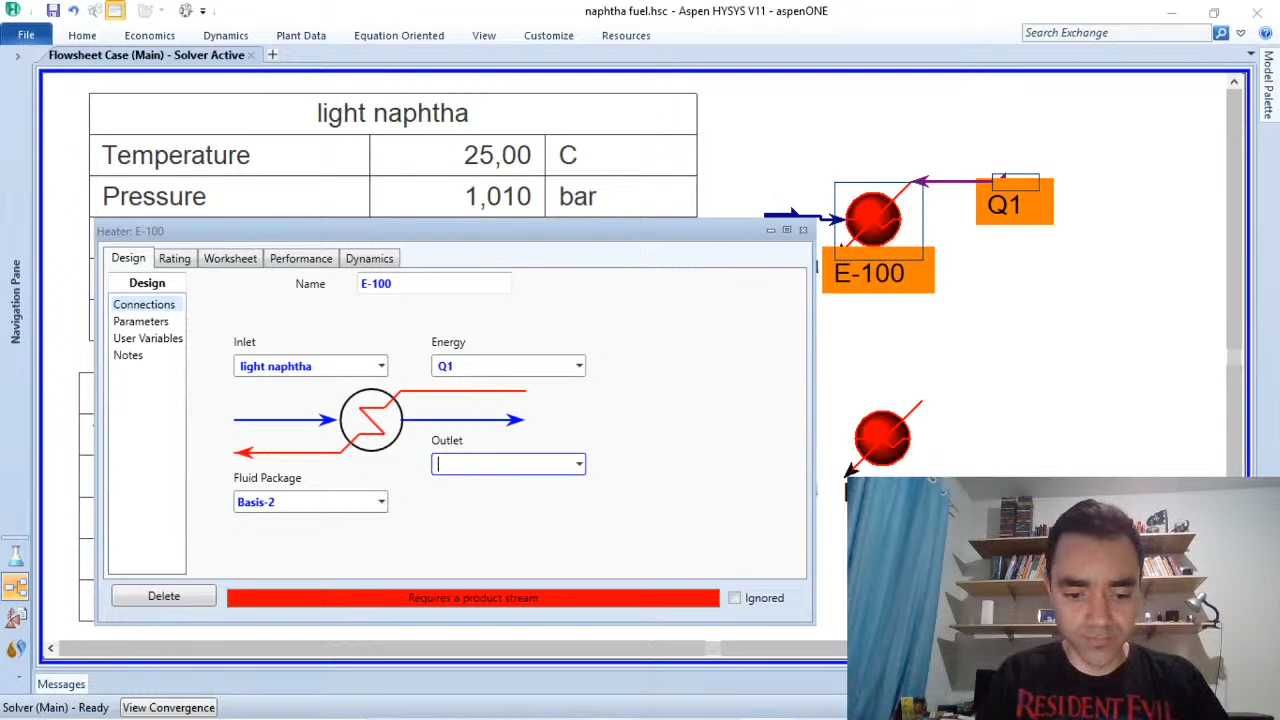 naphtha fuel.hsc - Aspen HYSYS V11 - aspenONE
File Home Economics Dynamics Plant Data Equation Oriented View Customize Resources Search Exchange
Flowsheet Case (Main) - Solver Active
Model Palette
Navigation Pane
light naphtha
Temperature 25,00 C
Pressure 1,010 bar
Q1
E-100
Heater: E-100
Design Rating Worksheet Performance Dynamics
Design
Connections
Parameters
User Variables
Notes
Name E-100
Inlet Energy
light naphtha Q1
Outlet
Fluid Package
Basis-2
Delete Requires a product stream Ignored
RESIDENT EVIL
Messages
Solver (Main) - Ready View Convergence